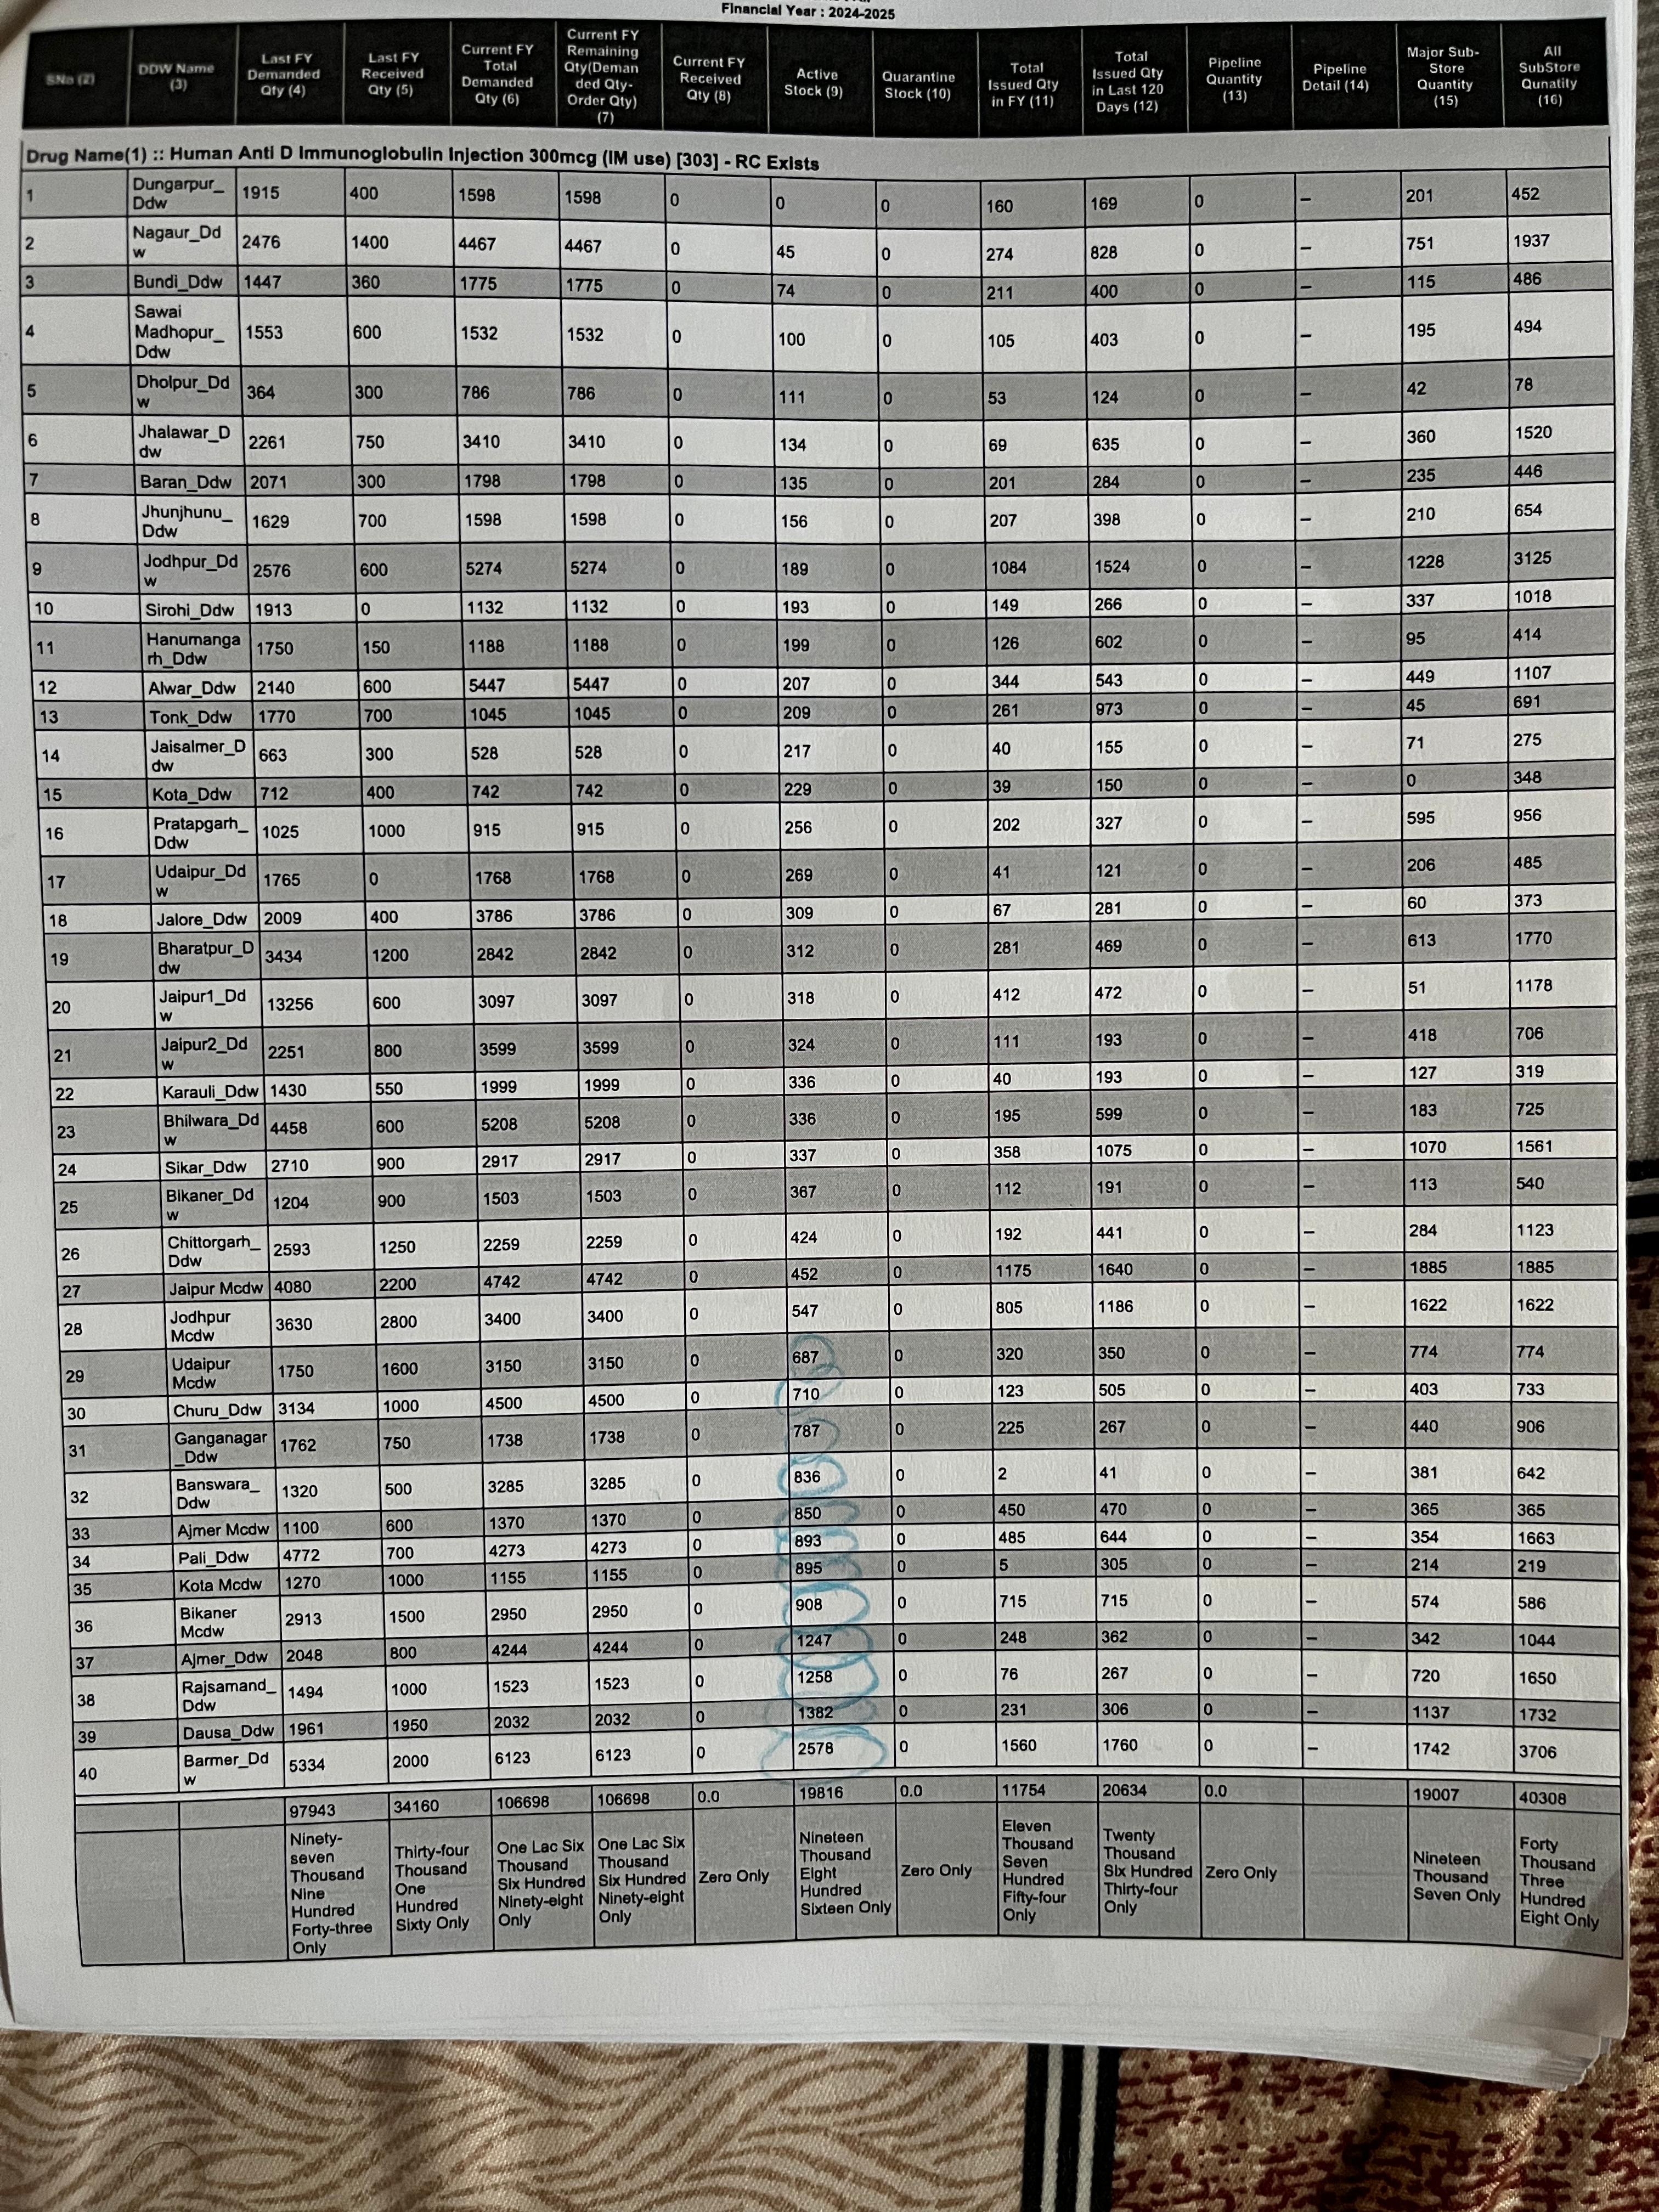 Financial Year : 2024-2025
SNo (2) | DDW Name (3) | Last FY Demanded Qty (4) | Last FY Received Qty (5) | Current FY Total Demanded Qty (6) | Current FY Remaining Qty(Deman ded Qty- Order Qty) (7) | Current FY Received Qty (8) | Active Stock (9) | Quarantine Stock (10) | Total Issued Qty in FY (11) | Total Issued Qty in Last 120 Days (12) | Pipeline Quantity (13) | Pipeline Detail (14) | Major Sub- Store Quantity (15) | All SubStore Qunatity (16)
Drug Name(1) :: Human Anti D Immunoglobulin Injection 300mcg (IM use) [303] - RC Exists
1 | Dungarpur_ Ddw | 1915 | 400 | 1598 | 1598 | 0 | 0 | 0 | 160 | 169 | 0 | – | 201 | 452
2 | Nagaur_Dd w | 2476 | 1400 | 4467 | 4467 | 0 | 45 | 0 | 274 | 828 | 0 | – | 751 | 1937
3 | Bundi_Ddw | 1447 | 360 | 1775 | 1775 | 0 | 74 | 0 | 211 | 400 | 0 | – | 115 | 486
4 | Sawai Madhopur_ Ddw | 1553 | 600 | 1532 | 1532 | 0 | 100 | 0 | 105 | 403 | 0 | – | 195 | 494
5 | Dholpur_Dd w | 364 | 300 | 786 | 786 | 0 | 111 | 0 | 53 | 124 | 0 | – | 42 | 78
6 | Jhalawar_D dw | 2261 | 750 | 3410 | 3410 | 0 | 134 | 0 | 69 | 635 | 0 | – | 360 | 1520
7 | Baran_Ddw | 2071 | 300 | 1798 | 1798 | 0 | 135 | 0 | 201 | 284 | 0 | – | 235 | 446
8 | Jhunjhunu_ Ddw | 1629 | 700 | 1598 | 1598 | 0 | 156 | 0 | 207 | 398 | 0 | – | 210 | 654
9 | Jodhpur_Dd w | 2576 | 600 | 5274 | 5274 | 0 | 189 | 0 | 1084 | 1524 | 0 | – | 1228 | 3125
10 | Sirohi_Ddw | 1913 | 0 | 1132 | 1132 | 0 | 193 | 0 | 149 | 266 | 0 | – | 337 | 1018
11 | Hanumanga rh_Ddw | 1750 | 150 | 1188 | 1188 | 0 | 199 | 0 | 126 | 602 | 0 | – | 95 | 414
12 | Alwar_Ddw | 2140 | 600 | 5447 | 5447 | 0 | 207 | 0 | 344 | 543 | 0 | – | 449 | 1107
13 | Tonk_Ddw | 1770 | 700 | 1045 | 1045 | 0 | 209 | 0 | 261 | 973 | 0 | – | 45 | 691
14 | Jaisalmer_D dw | 663 | 300 | 528 | 528 | 0 | 217 | 0 | 40 | 155 | 0 | – | 71 | 275
15 | Kota_Ddw | 712 | 400 | 742 | 742 | 0 | 229 | 0 | 39 | 150 | 0 | – | 0 | 348
16 | Pratapgarh_ Ddw | 1025 | 1000 | 915 | 915 | 0 | 256 | 0 | 202 | 327 | 0 | – | 595 | 956
17 | Udaipur_Dd w | 1765 | 0 | 1768 | 1768 | 0 | 269 | 0 | 41 | 121 | 0 | – | 206 | 485
18 | Jalore_Ddw | 2009 | 400 | 3786 | 3786 | 0 | 309 | 0 | 67 | 281 | 0 | – | 60 | 373
19 | Bharatpur_D dw | 3434 | 1200 | 2842 | 2842 | 0 | 312 | 0 | 281 | 469 | 0 | – | 613 | 1770
20 | Jaipur1_Dd w | 13256 | 600 | 3097 | 3097 | 0 | 318 | 0 | 412 | 472 | 0 | – | 51 | 1178
21 | Jaipur2_Dd w | 2251 | 800 | 3599 | 3599 | 0 | 324 | 0 | 111 | 193 | 0 | – | 418 | 706
22 | Karauli_Ddw | 1430 | 550 | 1999 | 1999 | 0 | 336 | 0 | 40 | 193 | 0 | – | 127 | 319
23 | Bhilwara_Dd w | 4458 | 600 | 5208 | 5208 | 0 | 336 | 0 | 195 | 599 | 0 | – | 183 | 725
24 | Sikar_Ddw | 2710 | 900 | 2917 | 2917 | 0 | 337 | 0 | 358 | 1075 | 0 | – | 1070 | 1561
25 | Bikaner_Dd w | 1204 | 900 | 1503 | 1503 | 0 | 367 | 0 | 112 | 191 | 0 | – | 113 | 540
26 | Chittorgarh_ Ddw | 2593 | 1250 | 2259 | 2259 | 0 | 424 | 0 | 192 | 441 | 0 | – | 284 | 1123
27 | Jaipur Mcdw | 4080 | 2200 | 4742 | 4742 | 0 | 452 | 0 | 1175 | 1640 | 0 | – | 1885 | 1885
28 | Jodhpur Mcdw | 3630 | 2800 | 3400 | 3400 | 0 | 547 | 0 | 805 | 1186 | 0 | – | 1622 | 1622
29 | Udaipur Mcdw | 1750 | 1600 | 3150 | 3150 | 0 | 687 | 0 | 320 | 350 | 0 | – | 774 | 774
30 | Churu_Ddw | 3134 | 1000 | 4500 | 4500 | 0 | 710 | 0 | 123 | 505 | 0 | – | 403 | 733
31 | Ganganagar _Ddw | 1762 | 750 | 1738 | 1738 | 0 | 787 | 0 | 225 | 267 | 0 | – | 440 | 906
32 | Banswara_ Ddw | 1320 | 500 | 3285 | 3285 | 0 | 836 | 0 | 2 | 41 | 0 | – | 381 | 642
33 | Ajmer Mcdw | 1100 | 600 | 1370 | 1370 | 0 | 850 | 0 | 450 | 470 | 0 | – | 365 | 365
34 | Pali_Ddw | 4772 | 700 | 4273 | 4273 | 0 | 893 | 0 | 485 | 644 | 0 | – | 354 | 1663
35 | Kota Mcdw | 1270 | 1000 | 1155 | 1155 | 0 | 895 | 0 | 5 | 305 | 0 | – | 214 | 219
36 | Bikaner Mcdw | 2913 | 1500 | 2950 | 2950 | 0 | 908 | 0 | 715 | 715 | 0 | – | 574 | 586
37 | Ajmer_Ddw | 2048 | 800 | 4244 | 4244 | 0 | 1247 | 0 | 248 | 362 | 0 | – | 342 | 1044
38 | Rajsamand_ Ddw | 1494 | 1000 | 1523 | 1523 | 0 | 1258 | 0 | 76 | 267 | 0 | – | 720 | 1650
39 | Dausa_Ddw | 1961 | 1950 | 2032 | 2032 | 0 | 1382 | 0 | 231 | 306 | 0 | – | 1137 | 1732
40 | Barmer_Dd w | 5334 | 2000 | 6123 | 6123 | 0 | 2578 | 0 | 1560 | 1760 | 0 | – | 1742 | 3706
97943 | 34160 | 106698 | 106698 | 0.0 | 19816 | 0.0 | 11754 | 20634 | 0.0 | 19007 | 40308
Ninety- seven Thousand Nine Hundred Forty-three Only | Thirty-four Thousand One Hundred Sixty Only | One Lac Six Thousand Six Hundred Ninety-eight Only | One Lac Six Thousand Six Hundred Ninety-eight Only | Zero Only | Nineteen Thousand Eight Hundred Sixteen Only | Zero Only | Eleven Thousand Seven Hundred Fifty-four Only | Twenty Thousand Six Hundred Thirty-four Only | Zero Only | Nineteen Thousand Seven Only | Forty Thousand Three Hundred Eight Only